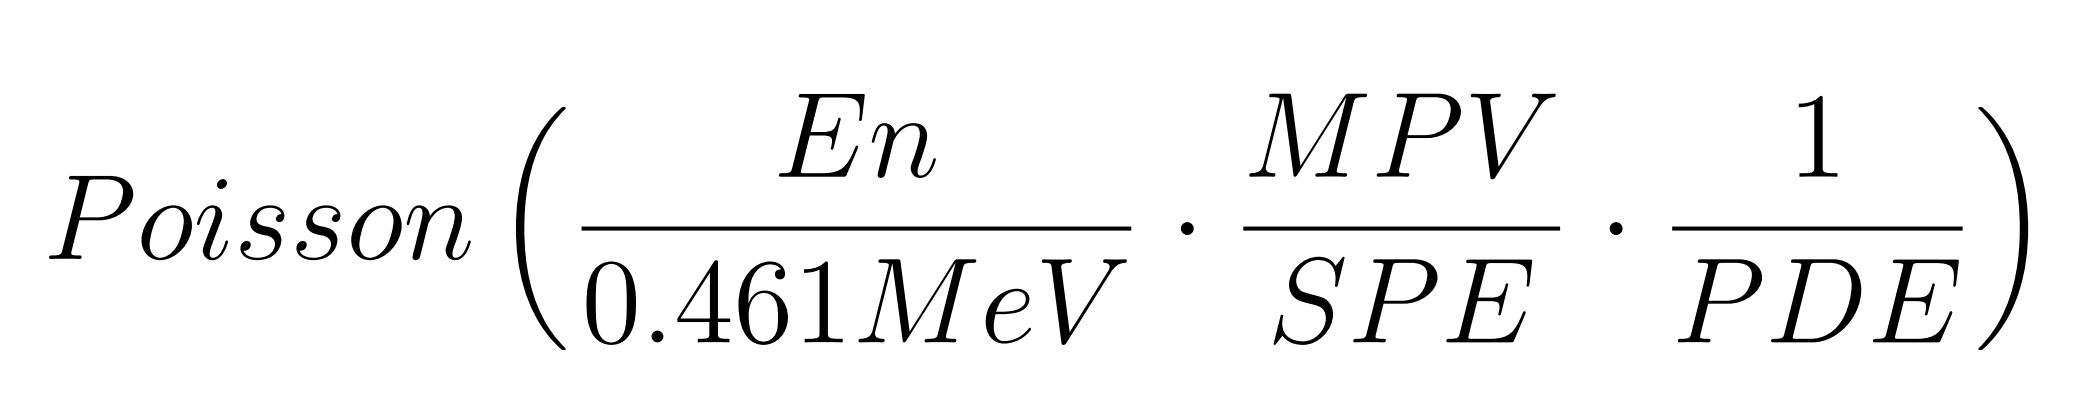 Poisson(En/0.461MeV · MPV/SPE · 1/PDE)